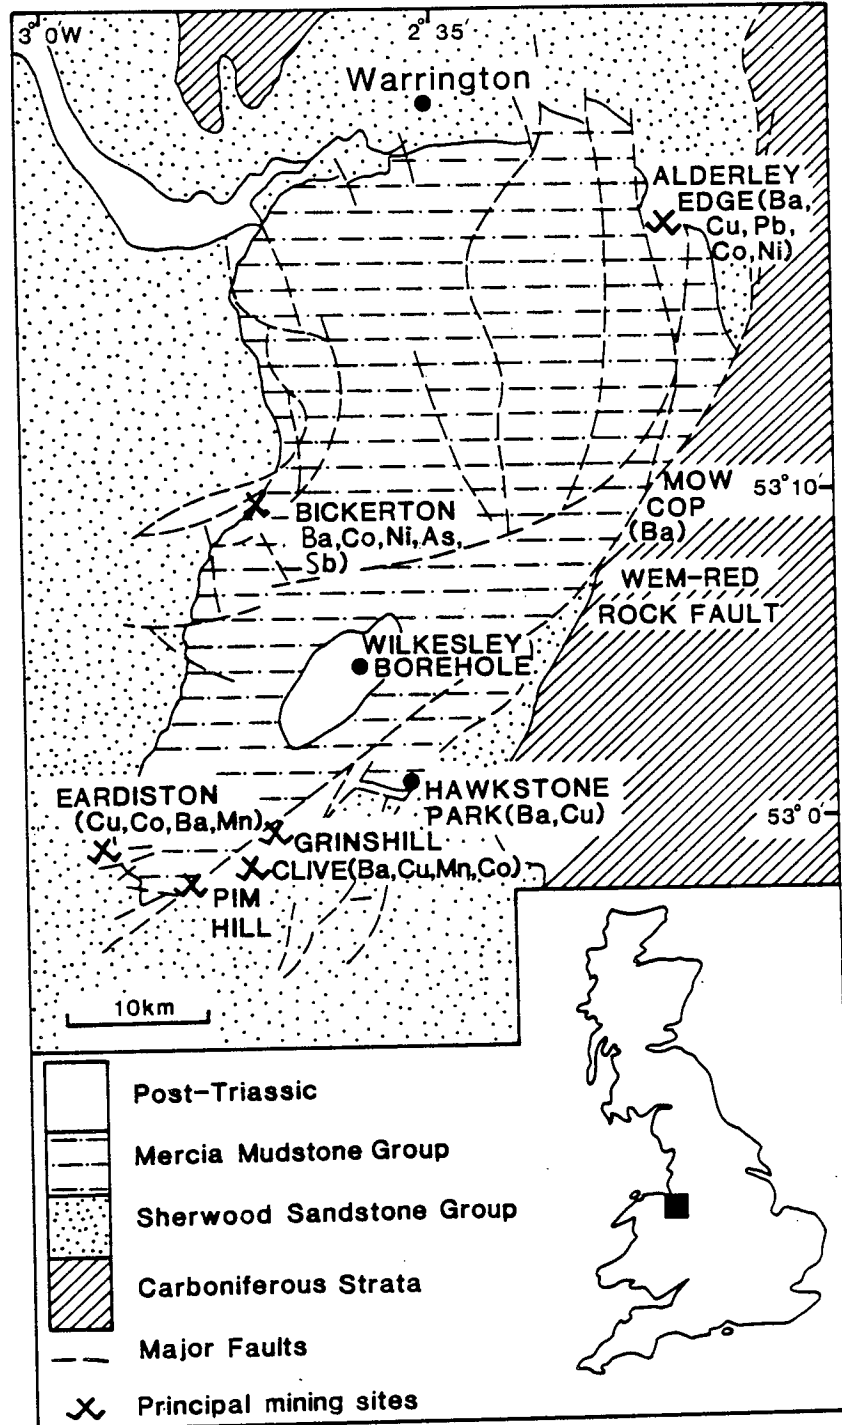 3°0'W
2°35'
Warrington
ALDERLEY
EDGE(Ba,
Cu,Pb,
Co,Ni)
MOW
COP
(Ba)
53°10'
BICKERTON
Ba,Co,Ni,As,
Sb)
WEM-RED
ROCK FAULT
WILKESLEY
BOREHOLE
HAWKSTONE
PARK(Ba,Cu)
53°0'
EARDISTON
(Cu,Co,Ba,Mn)
GRINSHILL
CLIVE(Ba,Cu,Mn,Co)
PIM
HILL
10km
Post-Triassic
Mercia Mudstone Group
Sherwood Sandstone Group
Carboniferous Strata
Major Faults
Principal mining sites